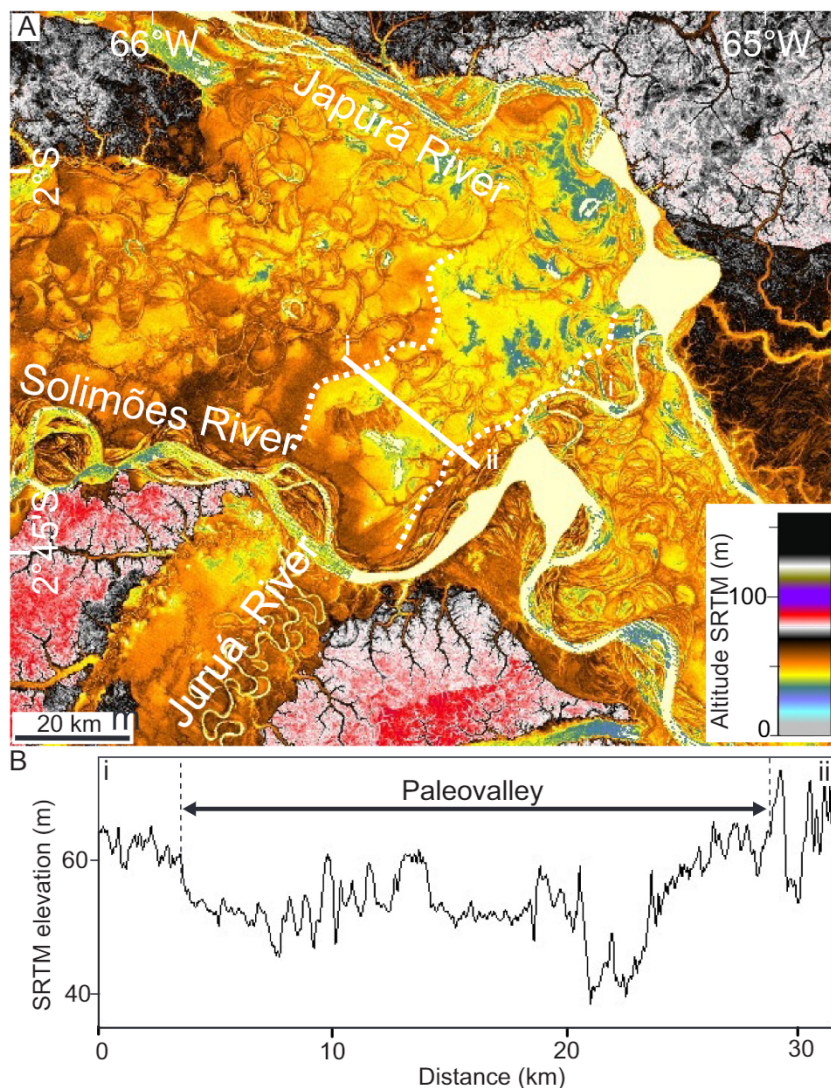 A
66°W
65°W
Japurá River
2°S
i
Solimões River
i
ii
2°45'S
Juruá River
Altitude SRTM (m)
100
0
20 km
m
B
i
Paleovalley
ii
SRTM elevation (m)
60
40
0
10
20
30
Distance (km)